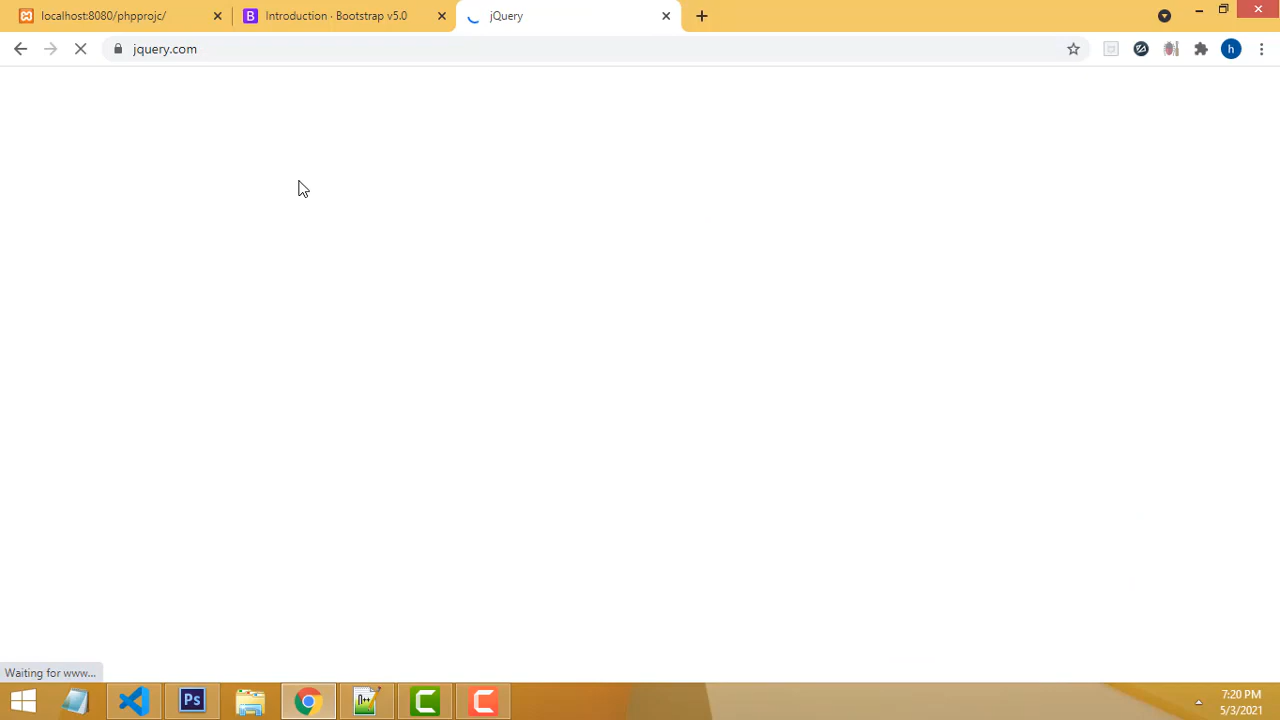 localhost:8080/phpprojc/
B Introduction · Bootstrap v5.0
jQuery
jquery.com
h
Waiting for www...
Ps
7:20 PM
5/3/2021